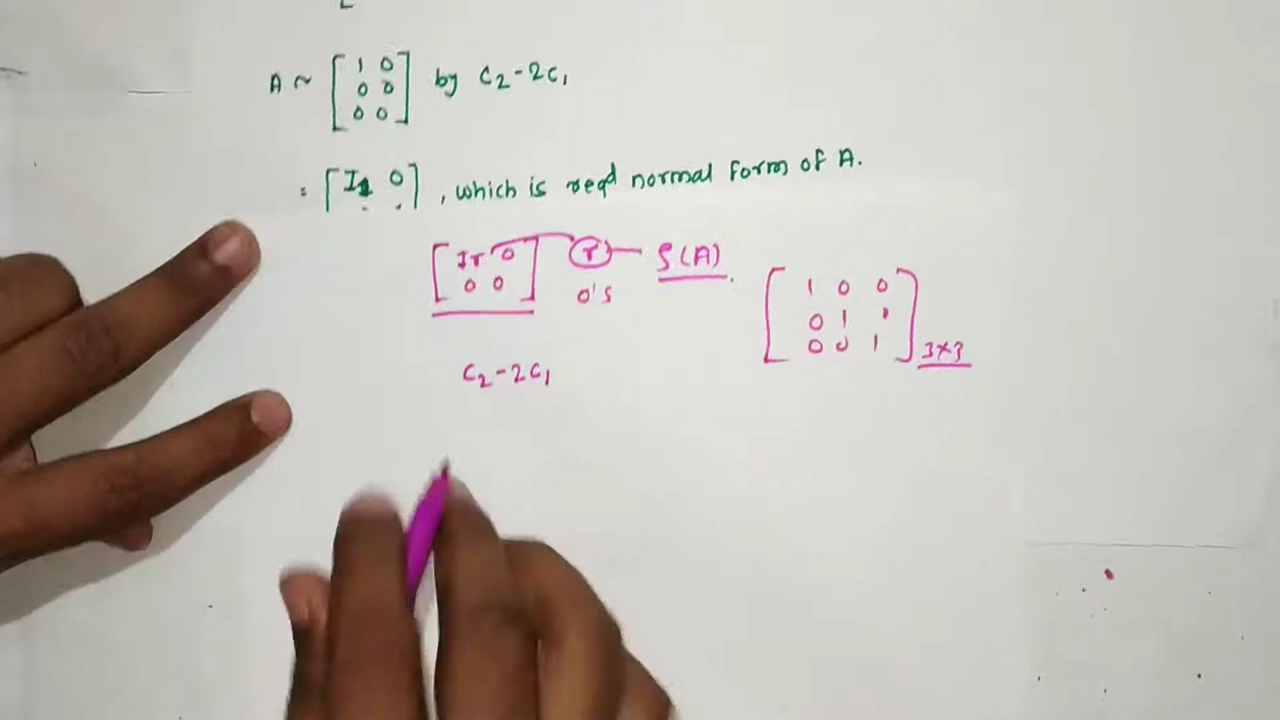 A ~ [ 1 0 by C2 - 2C1
0 0
0 0 ]
= [ I1 0 ] , which is reqd normal form of A.
[ Ir 0 r — ρ(A)
0 0 ] 0's
[ 1 0 0
0 1
0 0 1 ] 3×3
C2 - 2C1